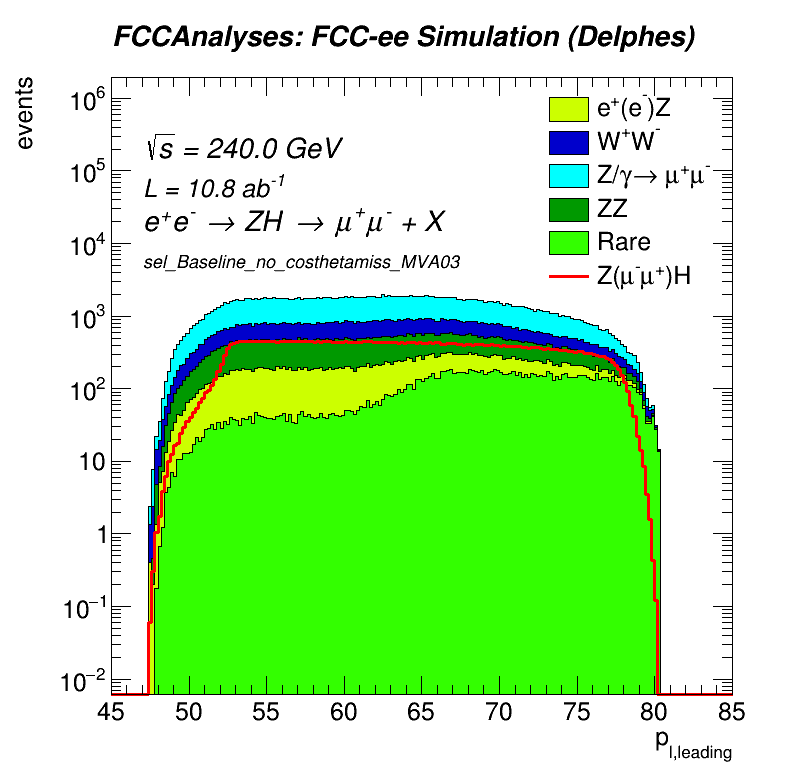 FCCAnalyses: FCC-ee Simulation (Delphes)
events
10⁶
10⁵
10⁴
10³
10²
10
1
10⁻¹
10⁻²
√s = 240.0 GeV
L = 10.8 ab⁻¹
e⁺e⁻ → ZH → μ⁺μ⁻ + X
sel_Baseline_no_costhetamiss_MVA03
e⁺(e⁻)Z
W⁺W⁻
Z/γ→ μ⁺μ⁻
ZZ
Rare
Z(μ⁻μ⁺)H
45 50 55 60 65 70 75 80 85
p_l,leading